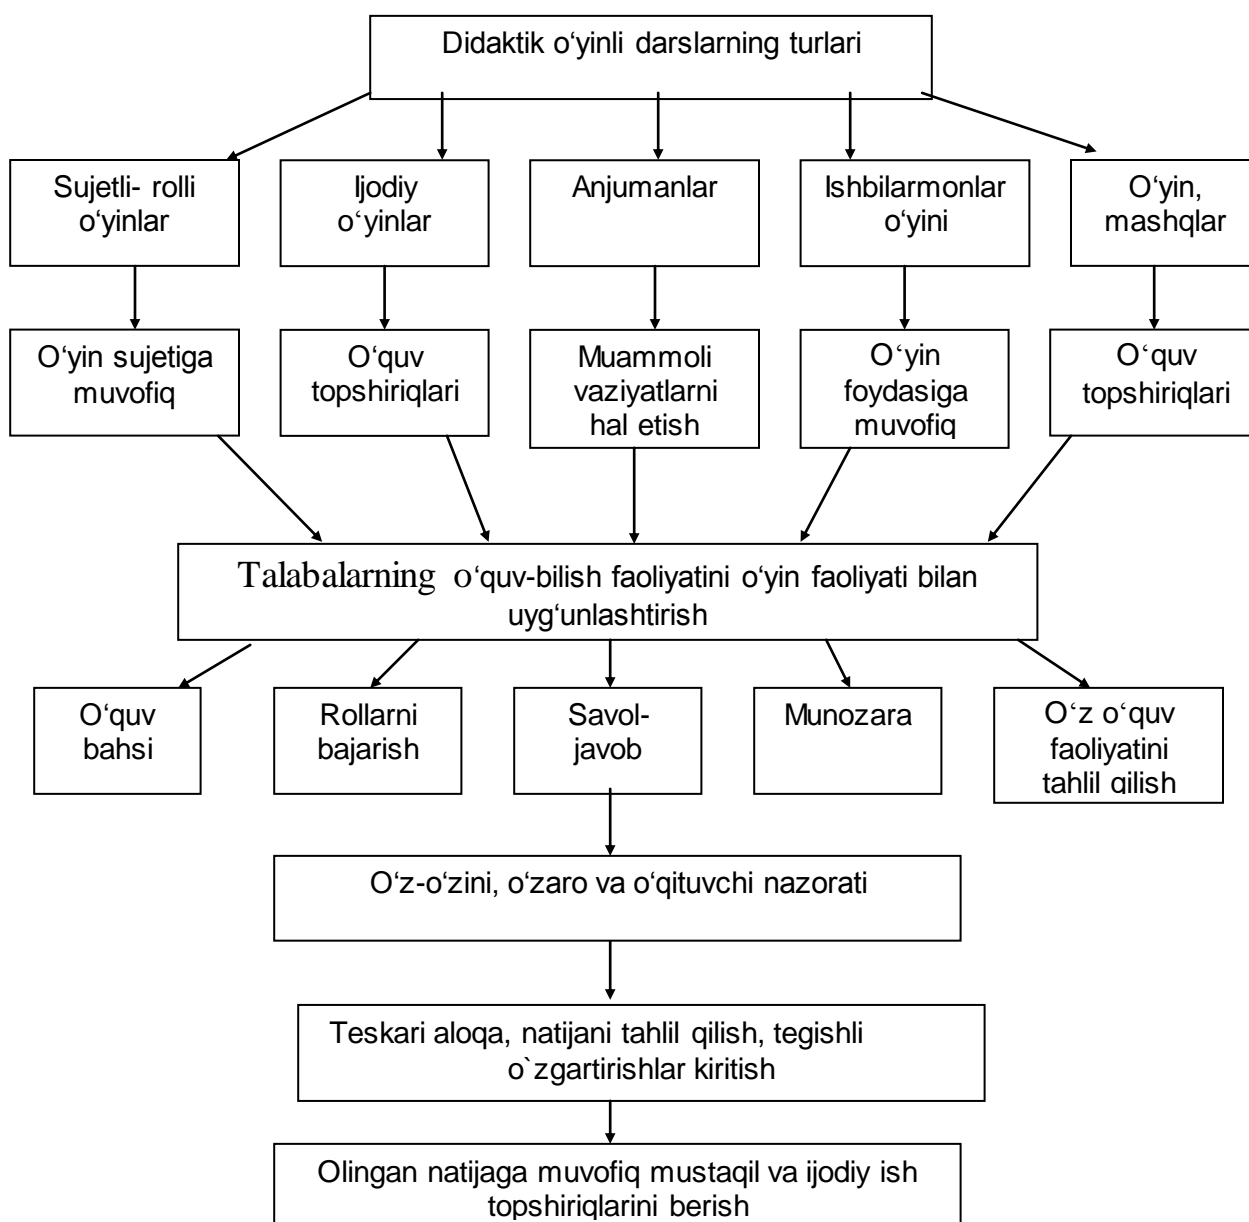 Didaktik o‘yinli darslarning turlari
Sujetli- rolli
o‘yinlar
Ijodiy
o‘yinlar
Anjumanlar
Ishbilarmonlar
o‘yini
O‘yin,
mashqlar
O‘yin sujetiga
muvofiq
O‘quv
topshiriqlari
Muammoli
vaziyatlarni
hal etish
O‘yin
foydasiga
muvofiq
O‘quv
topshiriqlari
Talabalarning o‘quv-bilish faoliyatini o‘yin faoliyati bilan
uyg‘unlashtirish
O‘quv
bahsi
Rollarni
bajarish
Savol-
javob
Munozara
O‘z o‘quv
faoliyatini
tahlil qilish
O‘z-o‘zini, o‘zaro va o‘qituvchi nazorati
Teskari aloqa, natijani tahlil qilish, tegishli
o`zgartirishlar kiritish
Olingan natijaga muvofiq mustaqil va ijodiy ish
topshiriqlarini berish